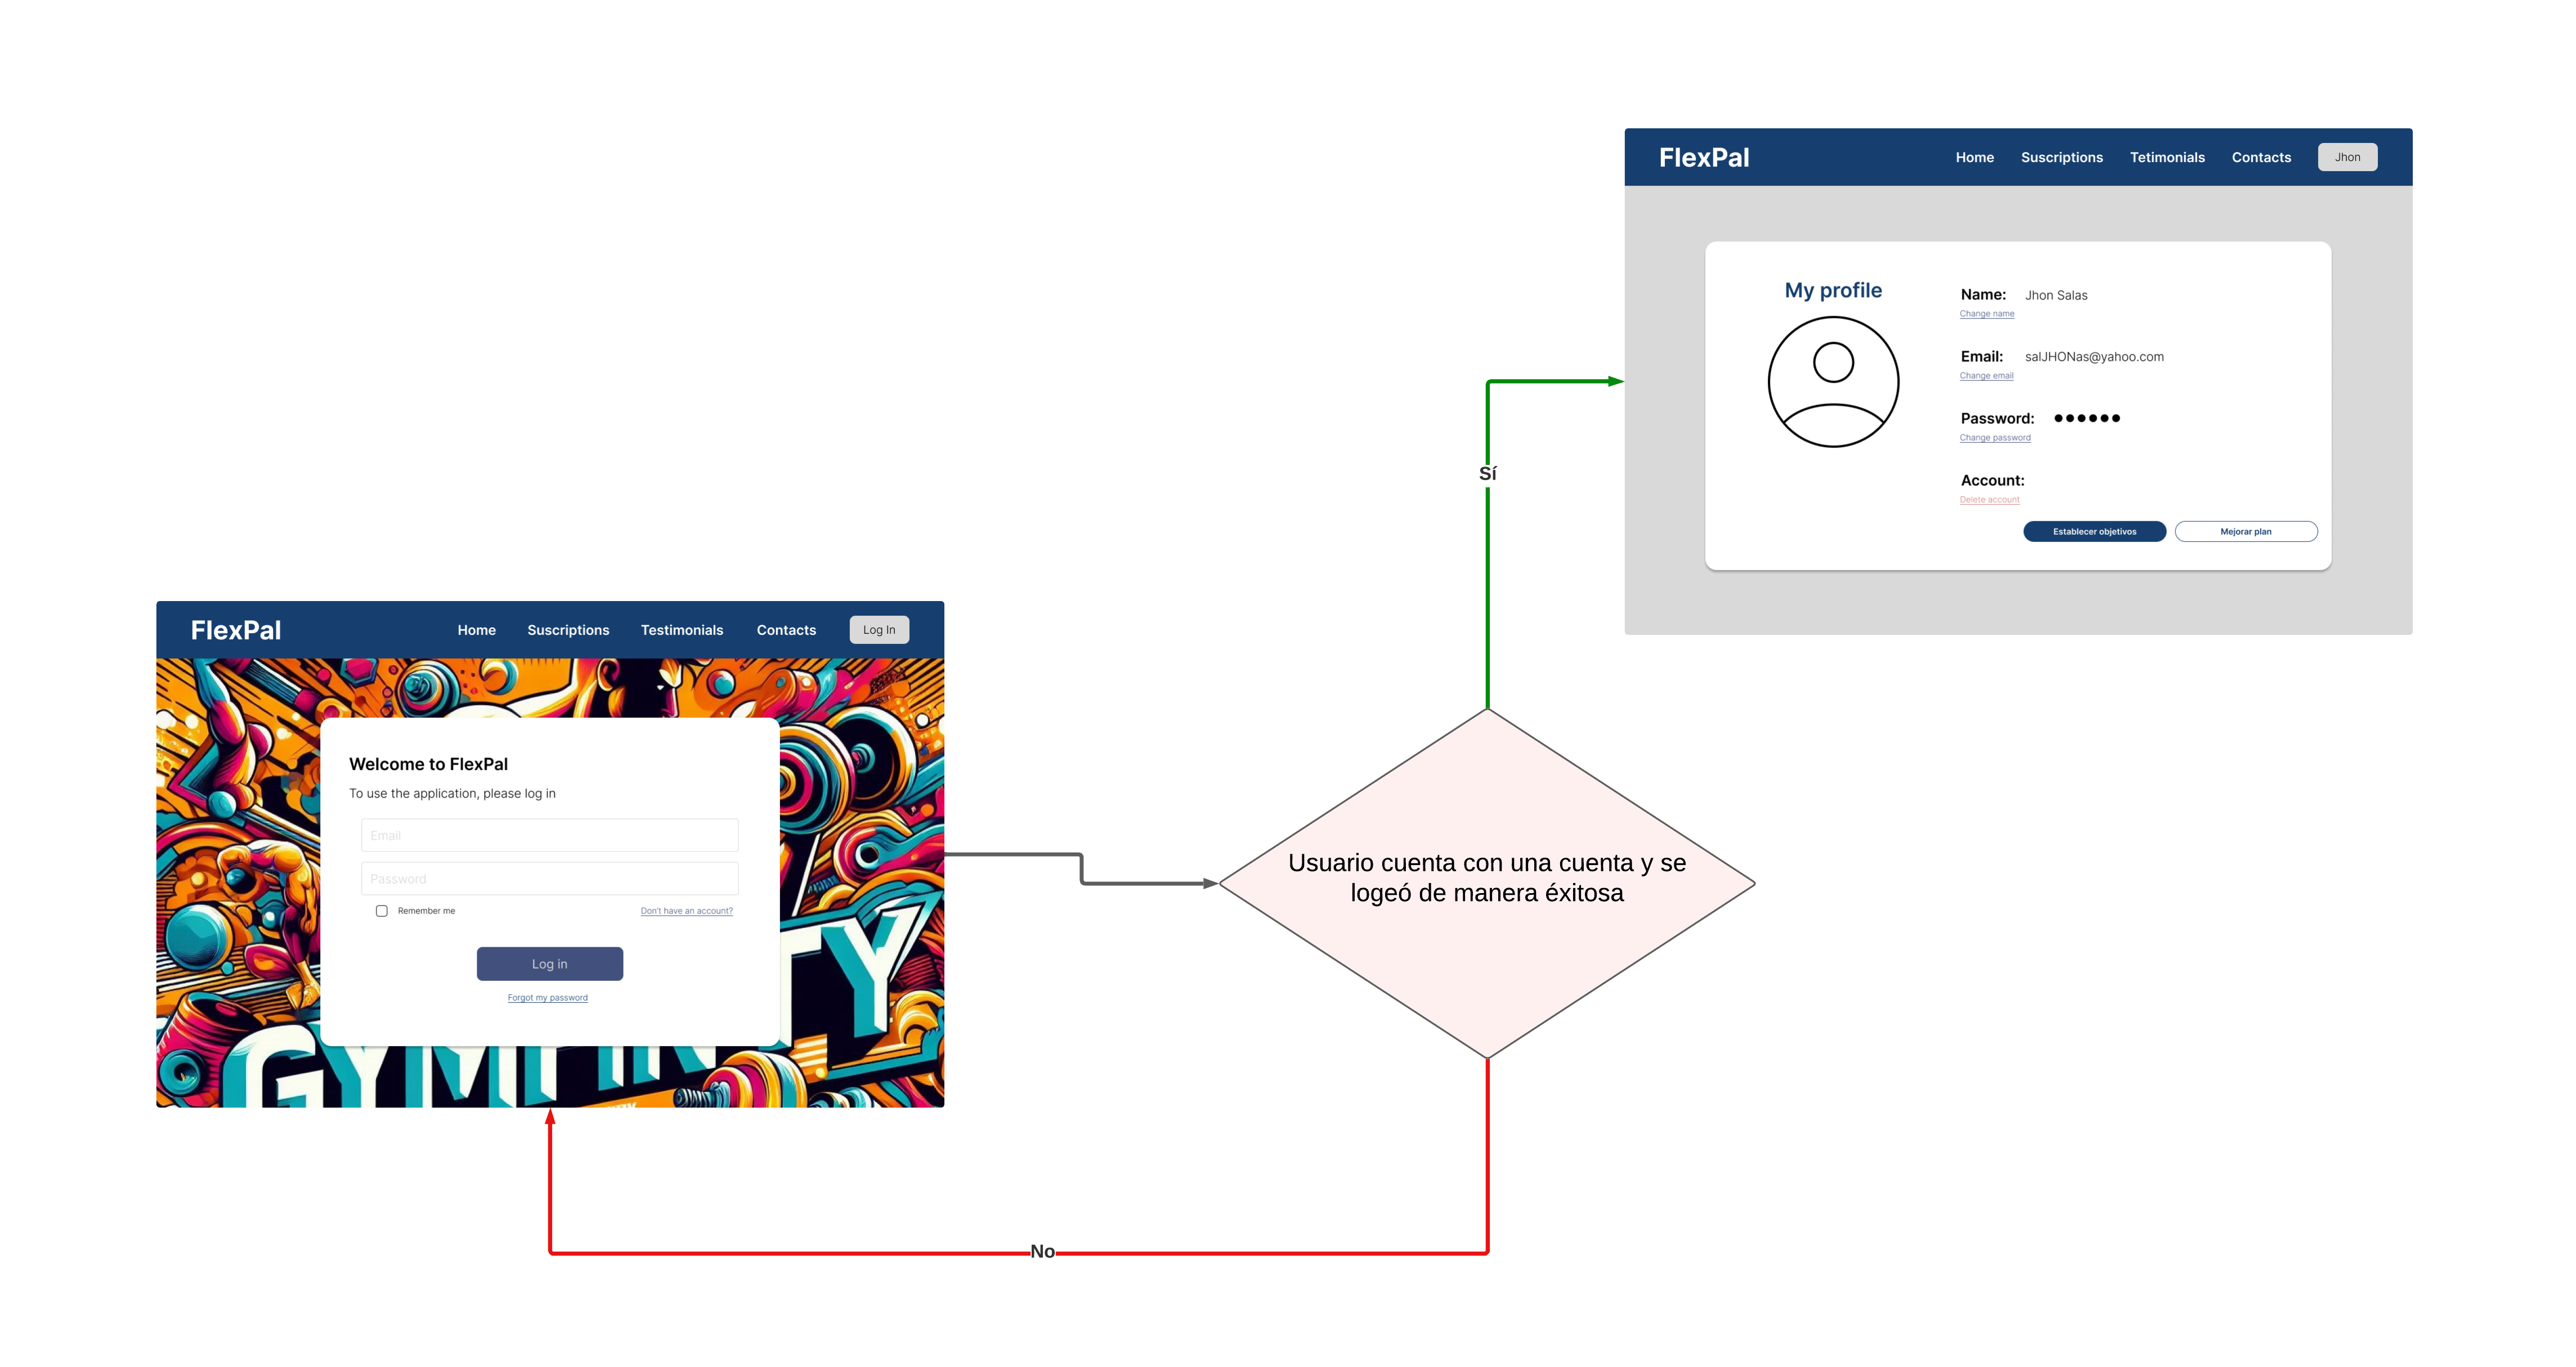 FlexPal
Home Suscriptions Tetimonials Contacts Jhon
My profile
Name: Jhon Salas
Change name
Email: salJHONas@yahoo.com
Change email
Password: ●●●●●●
Change password
Account:
Delete account
Establecer objetivos Mejorar plan
Sí
FlexPal
Home Suscriptions Testimonials Contacts Log In
Welcome to FlexPal
To use the application, please log in
Email
Password
Remember me Don't have an account?
Log in
Forgot my password
Usuario cuenta con una cuenta y se
logeó de manera éxitosa
No